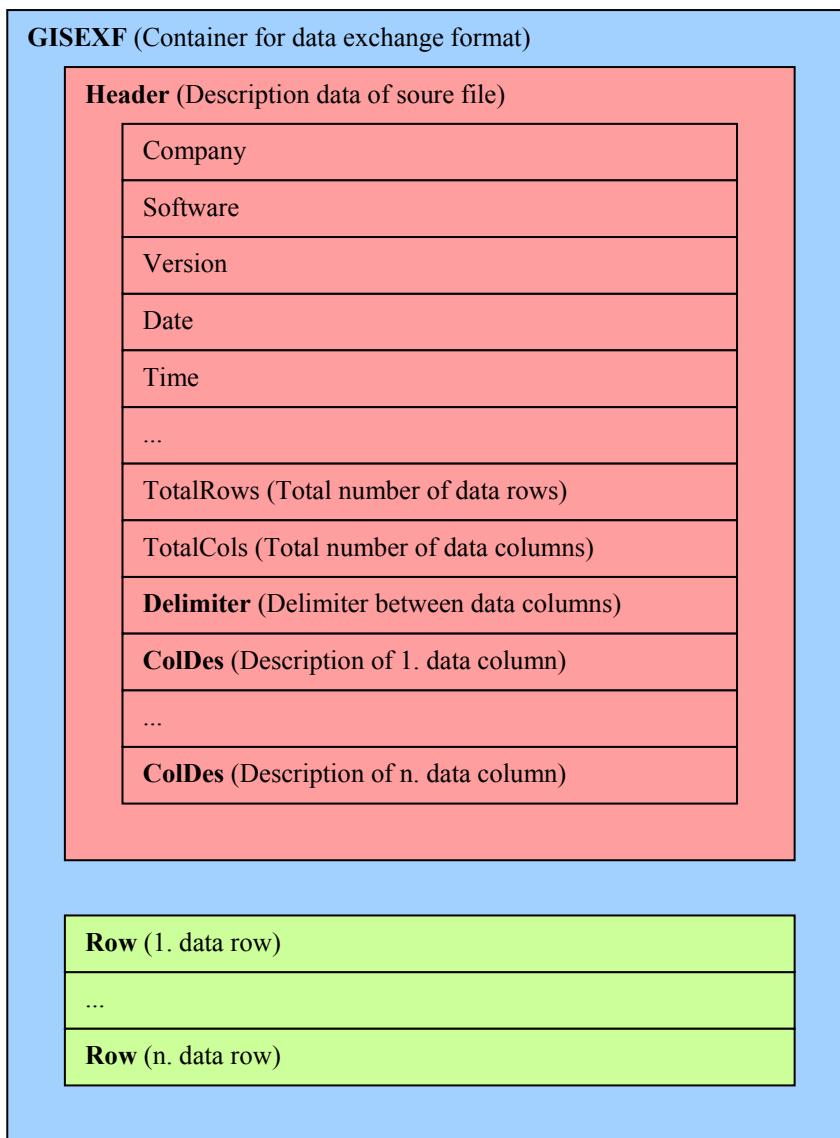 GISEXF (Container for data exchange format)
Header (Description data of soure file)
Company
Software
Version
Date
Time
...
TotalRows (Total number of data rows)
TotalCols (Total number of data columns)
Delimiter (Delimiter between data columns)
ColDes (Description of 1. data column)
...
ColDes (Description of n. data column)
Row (1. data row)
...
Row (n. data row)